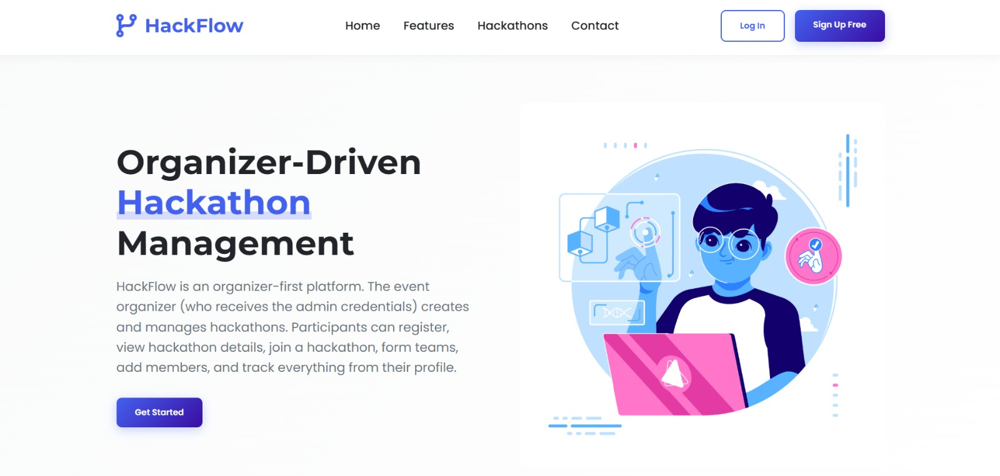 HackFlow
Home
Features
Hackathons
Contact
Log In
Sign Up Free
Organizer-Driven
Hackathon
Management
HackFlow is an organizer-first platform. The event
organizer (who receives the admin credentials) creates
and manages hackathons. Participants can register,
view hackathon details, join a hackathon, form teams,
add members, and track everything from their profile.
Get Started